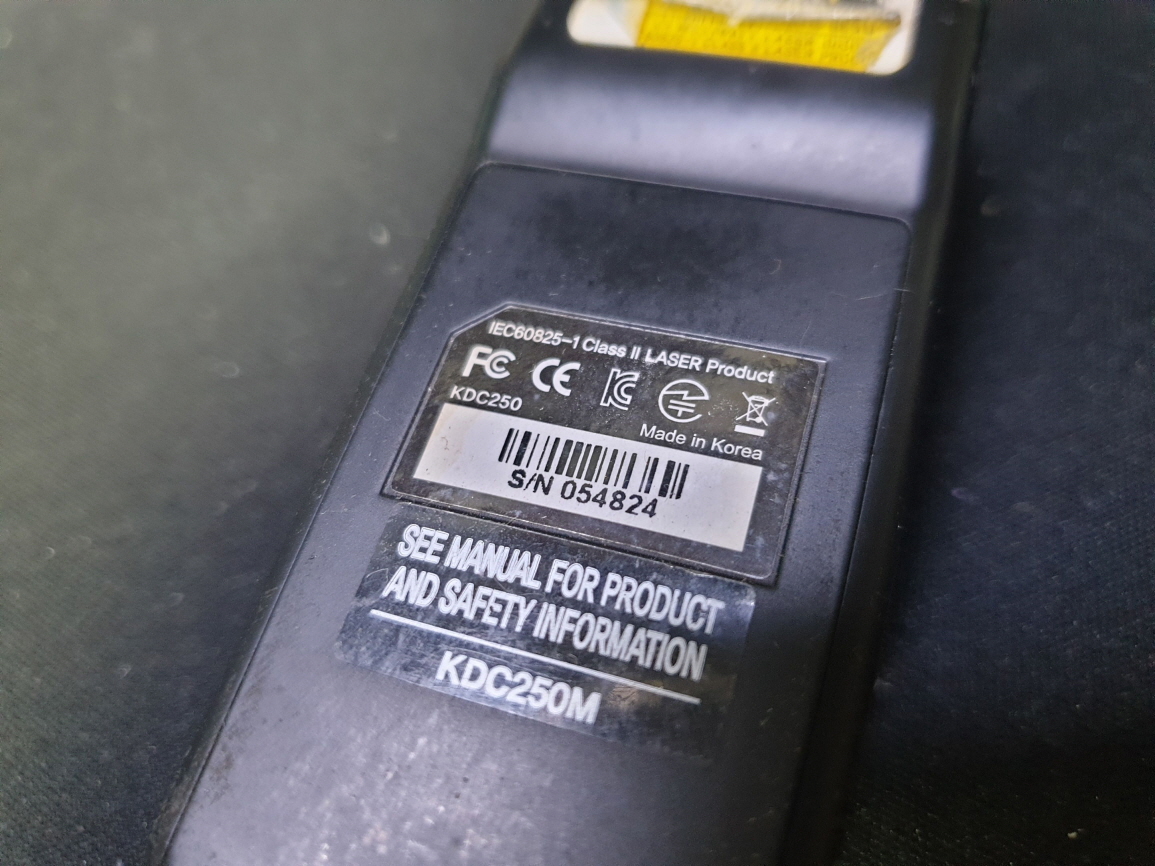 IEC60825-1 Class II LASER Product
FC CE
KDC250
Made in Korea
S/N 054824
SEE MANUAL FOR PRODUCT
AND SAFETY INFORMATION
KDC250M